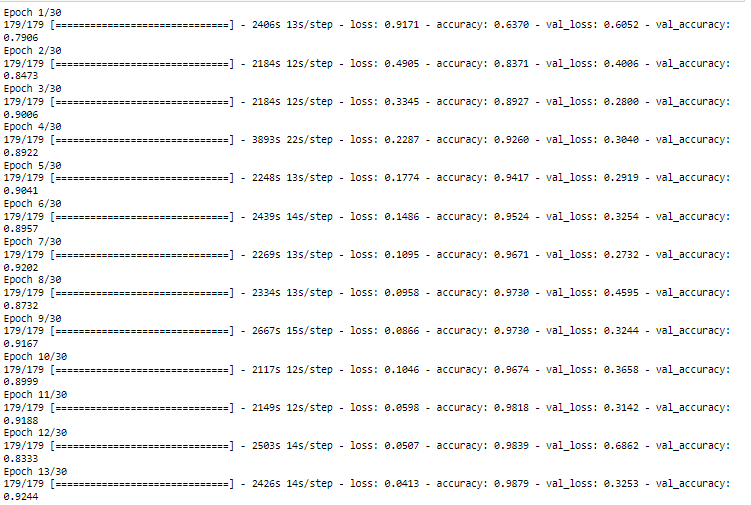 Epoch 1/30
179/179 [==============================] - 2406s 13s/step - loss: 0.9171 - accuracy: 0.6370 - val_loss: 0.6052 - val_accuracy:
0.7906
Epoch 2/30
179/179 [==============================] - 2184s 12s/step - loss: 0.4905 - accuracy: 0.8371 - val_loss: 0.4006 - val_accuracy:
0.8473
Epoch 3/30
179/179 [==============================] - 2184s 12s/step - loss: 0.3345 - accuracy: 0.8927 - val_loss: 0.2800 - val_accuracy:
0.9006
Epoch 4/30
179/179 [==============================] - 3893s 22s/step - loss: 0.2287 - accuracy: 0.9260 - val_loss: 0.3040 - val_accuracy:
0.8922
Epoch 5/30
179/179 [==============================] - 2248s 13s/step - loss: 0.1774 - accuracy: 0.9417 - val_loss: 0.2919 - val_accuracy:
0.9041
Epoch 6/30
179/179 [==============================] - 2439s 14s/step - loss: 0.1486 - accuracy: 0.9524 - val_loss: 0.3254 - val_accuracy:
0.8957
Epoch 7/30
179/179 [==============================] - 2269s 13s/step - loss: 0.1095 - accuracy: 0.9671 - val_loss: 0.2732 - val_accuracy:
0.9202
Epoch 8/30
179/179 [==============================] - 2334s 13s/step - loss: 0.0958 - accuracy: 0.9730 - val_loss: 0.4595 - val_accuracy:
0.8732
Epoch 9/30
179/179 [==============================] - 2667s 15s/step - loss: 0.0866 - accuracy: 0.9730 - val_loss: 0.3244 - val_accuracy:
0.9167
Epoch 10/30
179/179 [==============================] - 2117s 12s/step - loss: 0.1046 - accuracy: 0.9674 - val_loss: 0.3658 - val_accuracy:
0.8999
Epoch 11/30
179/179 [==============================] - 2149s 12s/step - loss: 0.0598 - accuracy: 0.9818 - val_loss: 0.3142 - val_accuracy:
0.9188
Epoch 12/30
179/179 [==============================] - 2503s 14s/step - loss: 0.0507 - accuracy: 0.9839 - val_loss: 0.6862 - val_accuracy:
0.8333
Epoch 13/30
179/179 [==============================] - 2426s 14s/step - loss: 0.0413 - accuracy: 0.9879 - val_loss: 0.3253 - val_accuracy:
0.9244